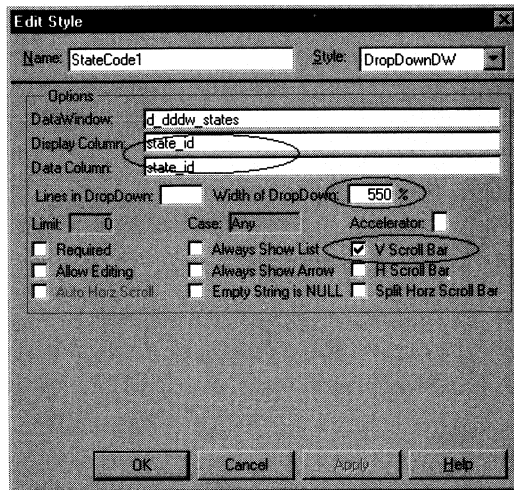 Edit Style
Name: StateCode1 Style: DropDownDW
Options
DataWindow: d_dddw_states
Display Column: state_id
Data Column: state_id
Lines in DropDown: Width of DropDown: 550 %
Limit: 0 Case: Any Accelerator:
Required Always Show List V Scroll Bar
Allow Editing Always Show Arrow H Scroll Bar
Auto Horz Scroll Empty String is NULL Split Horz Scroll Bar
OK Cancel Apply Help